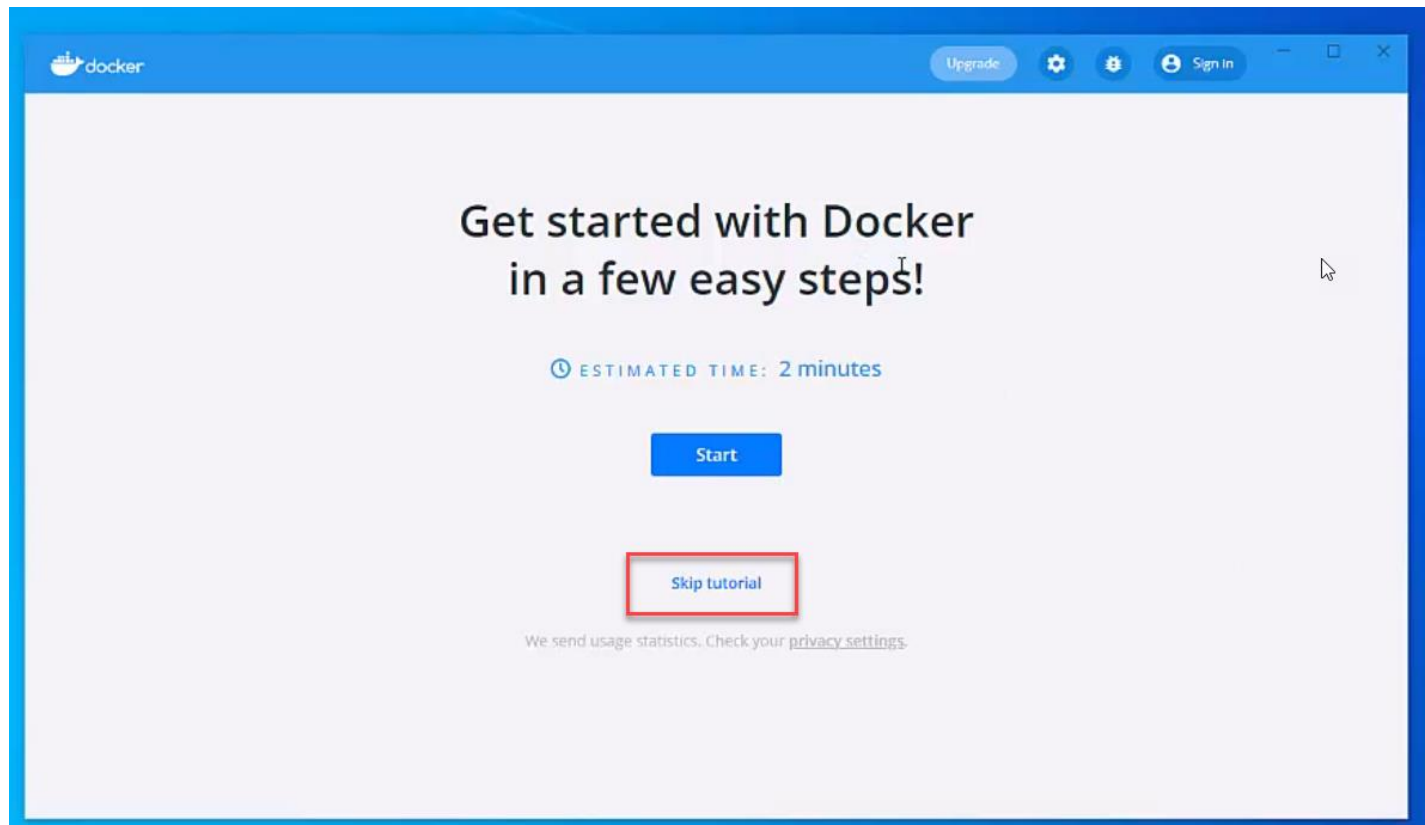 docker
Upgrade
Sign in
Get started with Docker
in a few easy steps!
ESTIMATED TIME: 2 minutes
Start
Skip tutorial
We send usage statistics. Check your privacy settings.